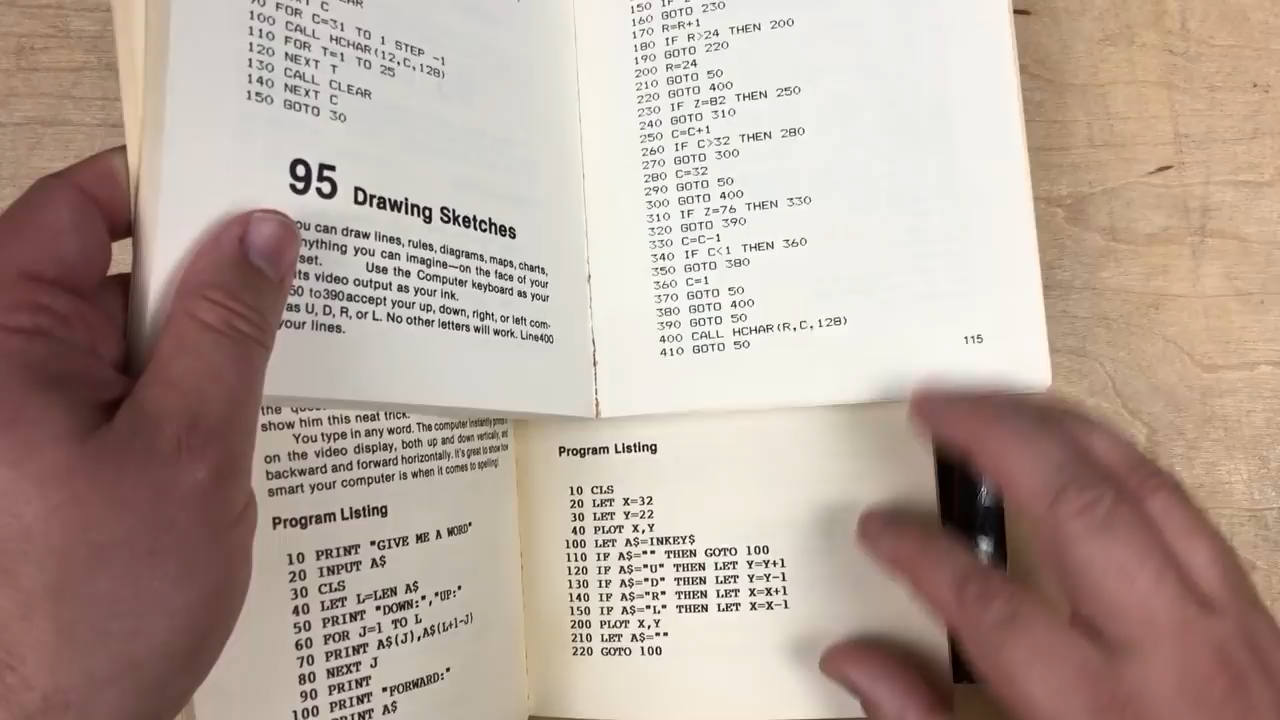 XT C
70 FOR C=31 TO 1 STEP -1
100 CALL HCHAR(12,C,128)
110 FOR T=1 TO 25
120 NEXT T
130 CALL CLEAR
140 NEXT C
150 GOTO 30
95 Drawing Sketches
ou can draw lines, rules, diagrams, maps, charts,
nything you can imagine—on the face of your
set. Use the Computer keyboard as your
its video output as your ink.
50 to390accept your up, down, right, or left com-
as U, D, R, or L. No other letters will work. Line400
your lines.
150 IF
160 GOTO 230
170 R=R+1
180 IF R>24 THEN 200
190 GOTO 220
200 R=24
210 GOTO 50
220 GOTO 400
230 IF Z=82 THEN 250
240 GOTO 310
250 C=C+1
260 IF C>32 THEN 280
270 GOTO 300
280 C=32
290 GOTO 50
300 GOTO 400
310 IF Z=76 THEN 330
320 GOTO 390
330 C=C-1
340 IF C<1 THEN 360
350 GOTO 380
360 C=1
370 GOTO 50
380 GOTO 400
390 GOTO 50
400 CALL HCHAR(R,C,128)
410 GOTO 50
115
the
show him this neat trick.
You type in any word. The computer instantly
on the video display, both up and down vertically, and
backward and forward horizontally. It's great to show how
smart your computer is when it comes to spelling!
Program Listing
10 PRINT "GIVE ME A WORD"
20 INPUT A$
30 CLS
40 LET L=LEN A$
50 PRINT "DOWN:","UP:"
60 FOR J=1 TO L
70 PRINT A$(J),A$(L+1-J)
80 NEXT J
90 PRINT
100 PRINT "FORWARD:"
PRINT A$
Program Listing
10 CLS
20 LET X=32
30 LET Y=22
40 PLOT X,Y
100 LET A$=INKEY$
110 IF A$="" THEN GOTO 100
120 IF A$="U" THEN LET Y=Y+1
130 IF A$="D" THEN LET Y=Y-1
140 IF A$="R" THEN LET X=X+1
150 IF A$="L" THEN LET X=X-1
200 PLOT X,Y
210 LET A$=""
220 GOTO 100